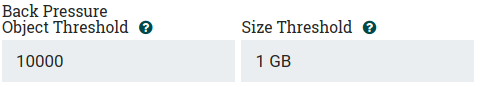 Back Pressure
Object Threshold ?
Size Threshold ?
10000
1 GB